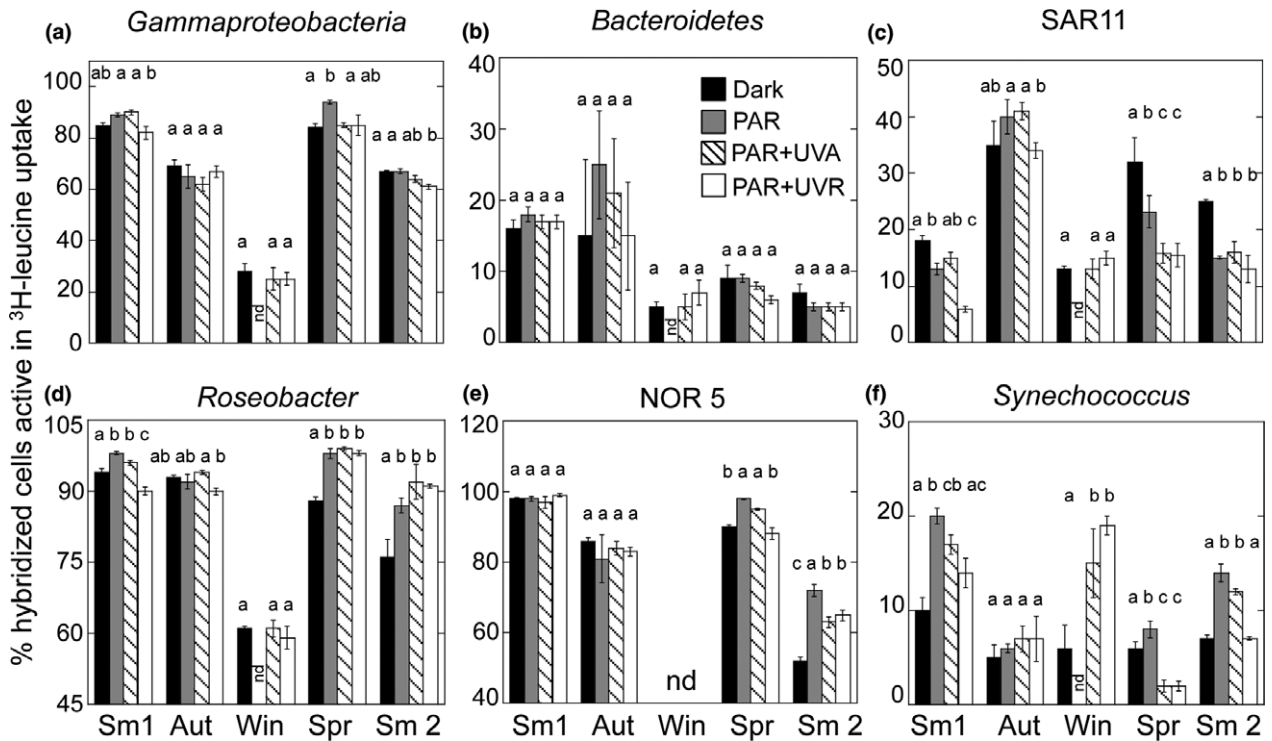 % hybridized cells active in ³H-leucine uptake
(a) Gammaproteobacteria
100
80
60
40
20
0
ab a a b
a a a a
a a a
a b a ab
a a ab b
nd
(b) Bacteroidetes
40
30
20
10
0
a a a a
a a a a
a a a
a a a a
a a a a
nd
Dark
PAR
PAR+UVA
PAR+UVR
(c) SAR11
50
40
30
20
10
0
a b ab c
ab a a b
a a a
a b c c
a b b b
nd
(d) Roseobacter
105
90
75
60
45
a b b c
ab ab a b
a a a
a b b b
a b b b
nd
Sm1 Aut Win Spr Sm 2
(e) NOR 5
120
100
80
60
40
a a a a
a a a a
nd
b a a b
c a b b
Sm1 Aut Win Spr Sm 2
(f) Synechococcus
30
20
10
0
a b cb ac
a a a a
a b b
a b c c
a b b a
nd
Sm1 Aut Win Spr Sm 2